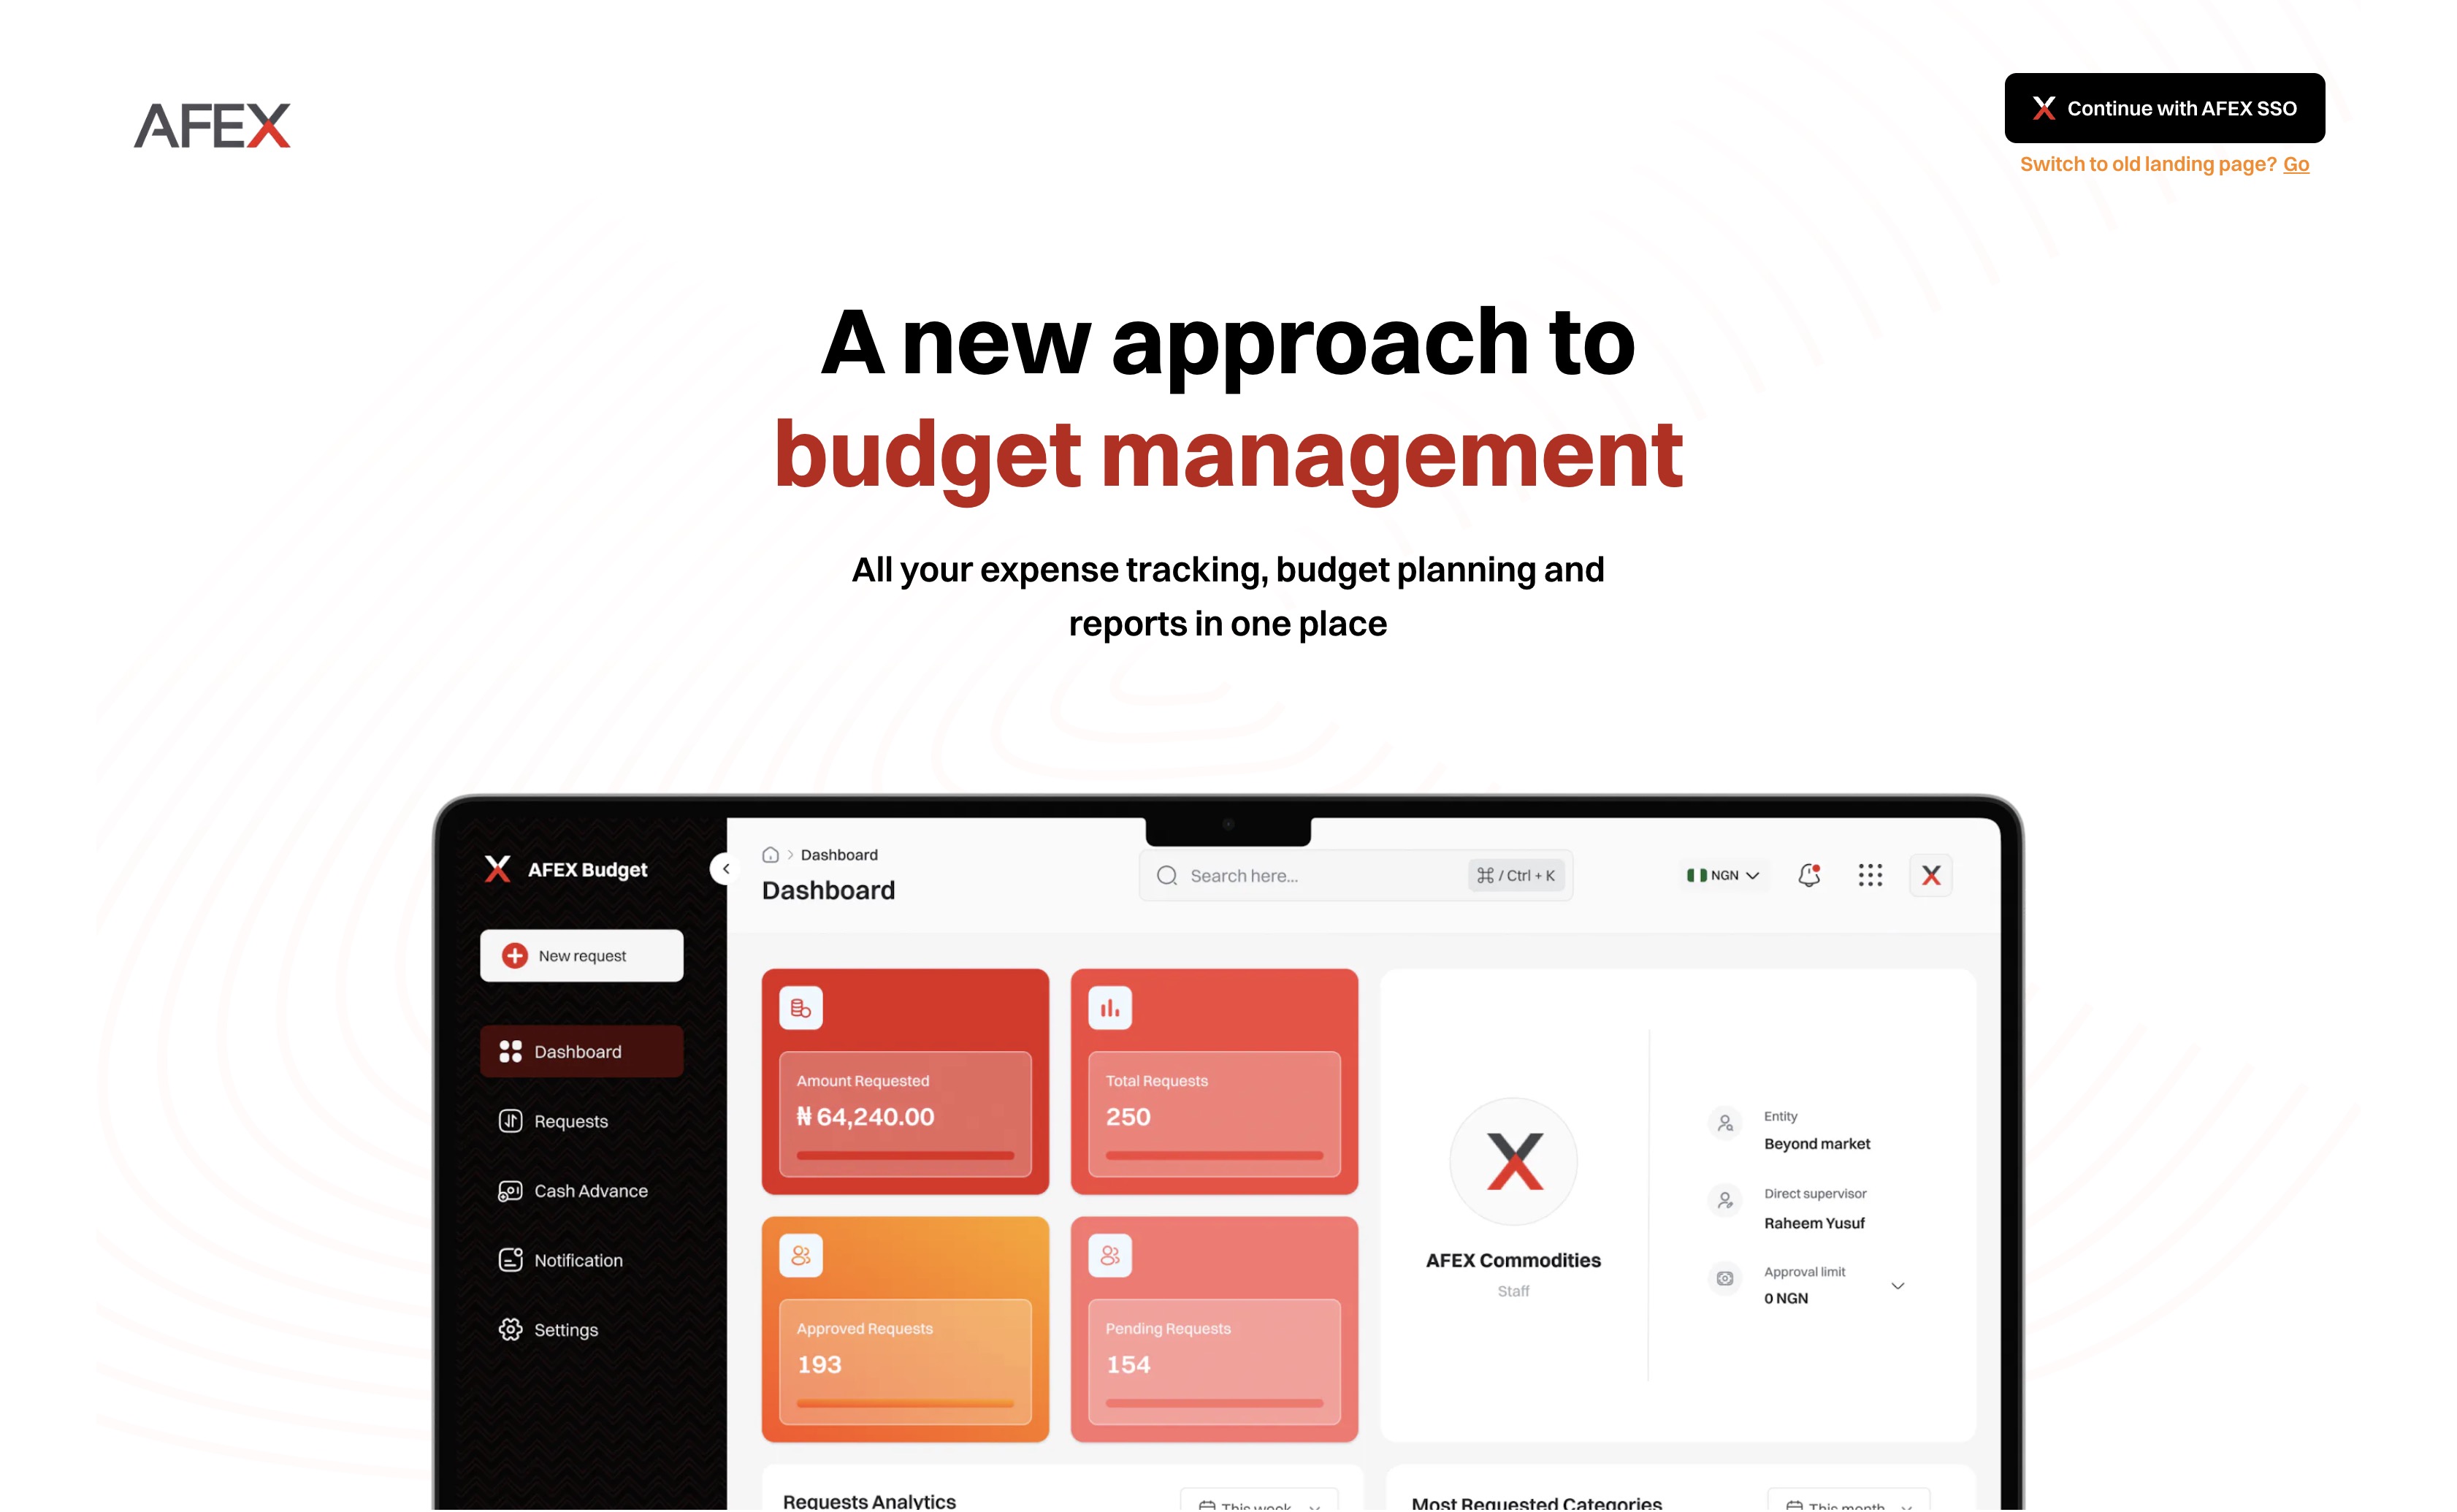 AFEX
Continue with AFEX SSO
Switch to old landing page? Go
A new approach to
budget management
All your expense tracking, budget planning and
reports in one place
AFEX Budget
New request
Dashboard
Requests
Cash Advance
Notification
Settings
Dashboard
Dashboard
Search here...
⌘ / Ctrl + K
NGN
Amount Requested
₦ 64,240.00
Total Requests
250
Approved Requests
193
Pending Requests
154
AFEX Commodities
Staff
Entity
Beyond market
Direct supervisor
Raheem Yusuf
Approval limit
0 NGN
Requests Analytics
This week
Most Requested Categories
This month